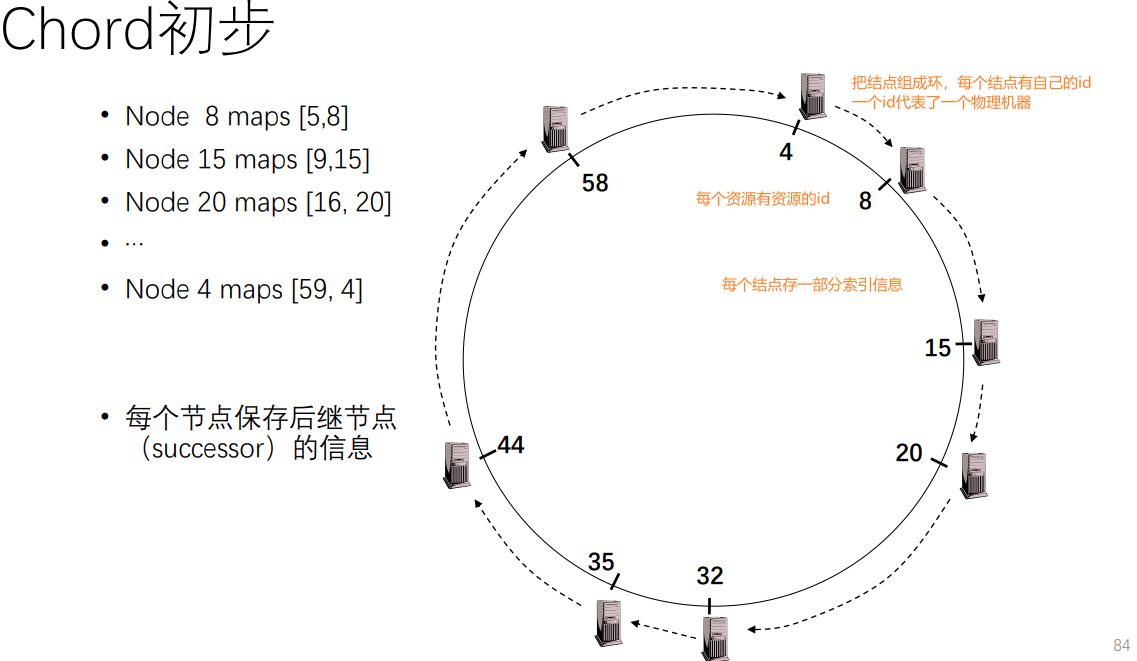 Chord初步
• Node  8 maps [5,8]
• Node 15 maps [9,15]
• Node 20 maps [16, 20]
• ...
• Node 4 maps [59, 4]
• 每个节点保存后继节点
（successor）的信息
把结点组成环，每个结点有自己的id
一个id代表了一个物理机器
每个资源有资源的id
每个结点存一部分索引信息
4
8
15
20
32
35
44
58
84